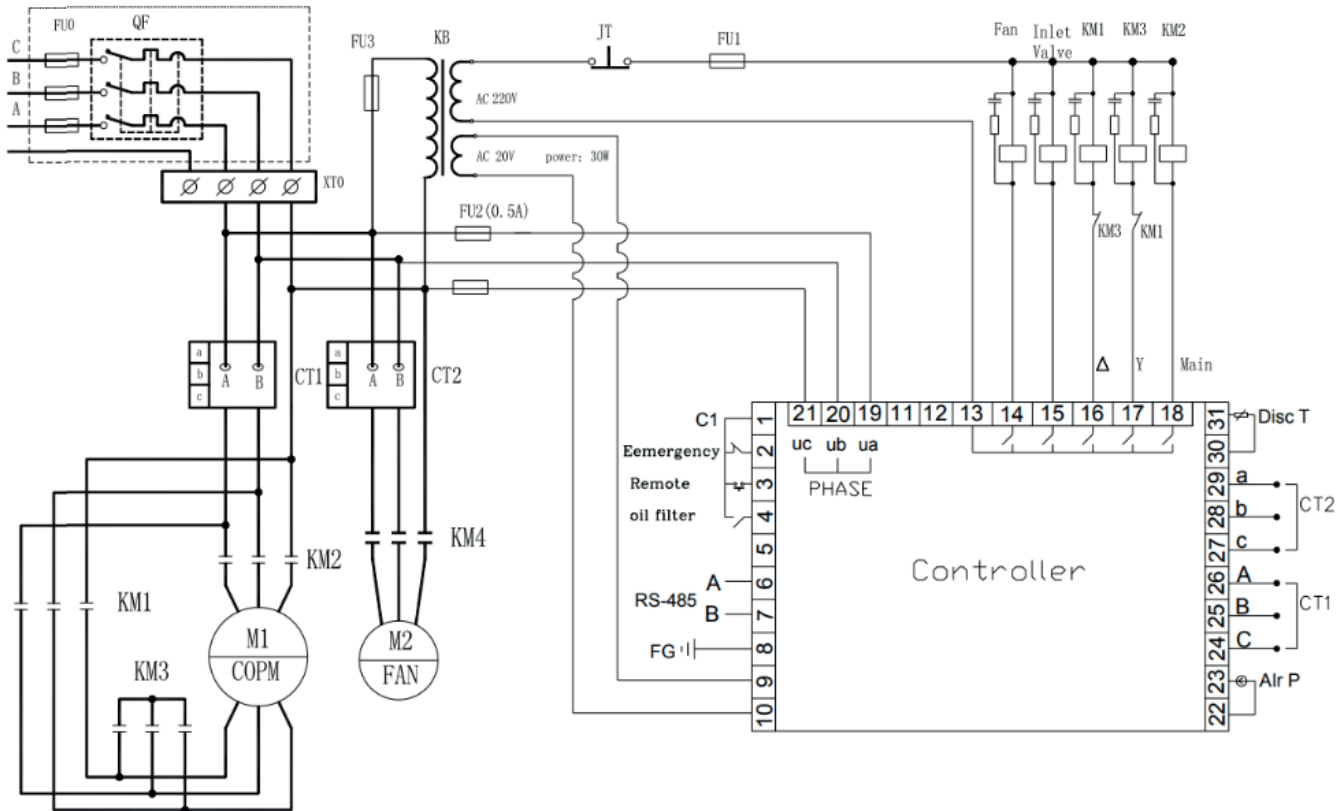 FU0
QF
C
B
A
XT0
FU3
KB
AC 220V
AC 20V
power: 30W
JT
FU1
Fan
Inlet Valve
KM1
KM3
KM2
KM3
KM1
FU2(0.5A)
a
b
c
A
B
CT1
a
b
c
A
B
CT2
Δ
Y
Main
KM2
KM4
KM1
KM3
M1
COPM
M2
FAN
C1
Eemergency
Remote
oil filter
RS-485
A
B
FG
1
2
3
4
5
6
7
8
9
10
21
20
19
11
12
13
14
15
16
17
18
uc
ub
ua
PHASE
Controller
31
30
29
28
27
26
25
24
23
22
Disc T
a
b
c
CT2
A
B
C
CT1
AIr P